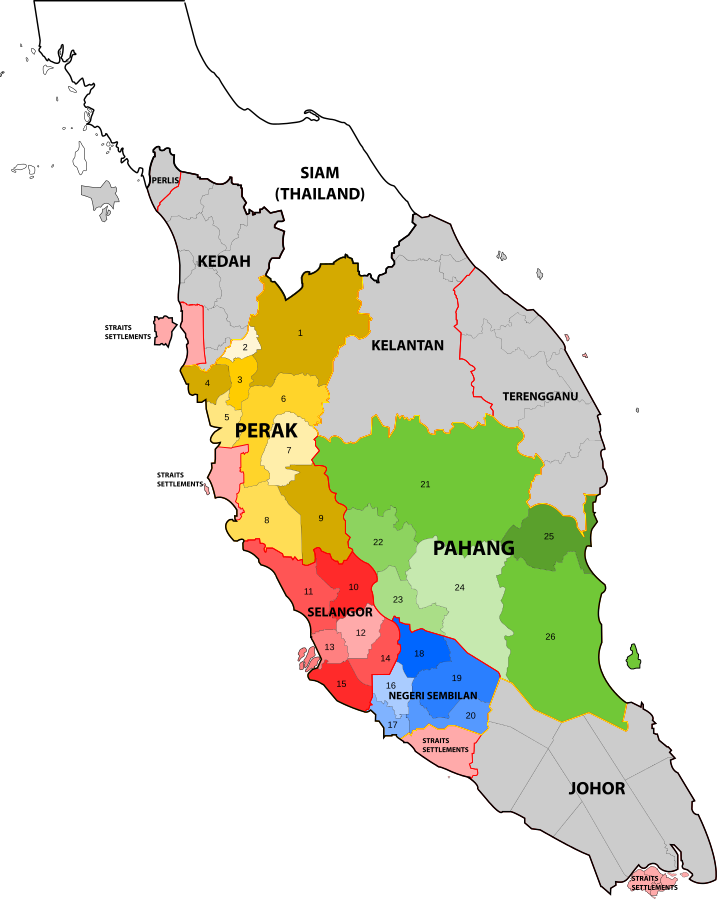 SIAM
(THAILAND)
PERLIS
KEDAH
STRAITS
SETTLEMENTS
1
2
KELANTAN
3
4
TERENGGANU
6
5
PERAK
7
STRAITS
SETTLEMENTS
21
8
9
22
25
PAHANG
10
11
24
23
SELANGOR
12
26
13
14
18
15
16
19
NEGERI SEMBILAN
17
20
STRAITS
SETTLEMENTS
JOHOR
STRAITS
SETTLEMENTS